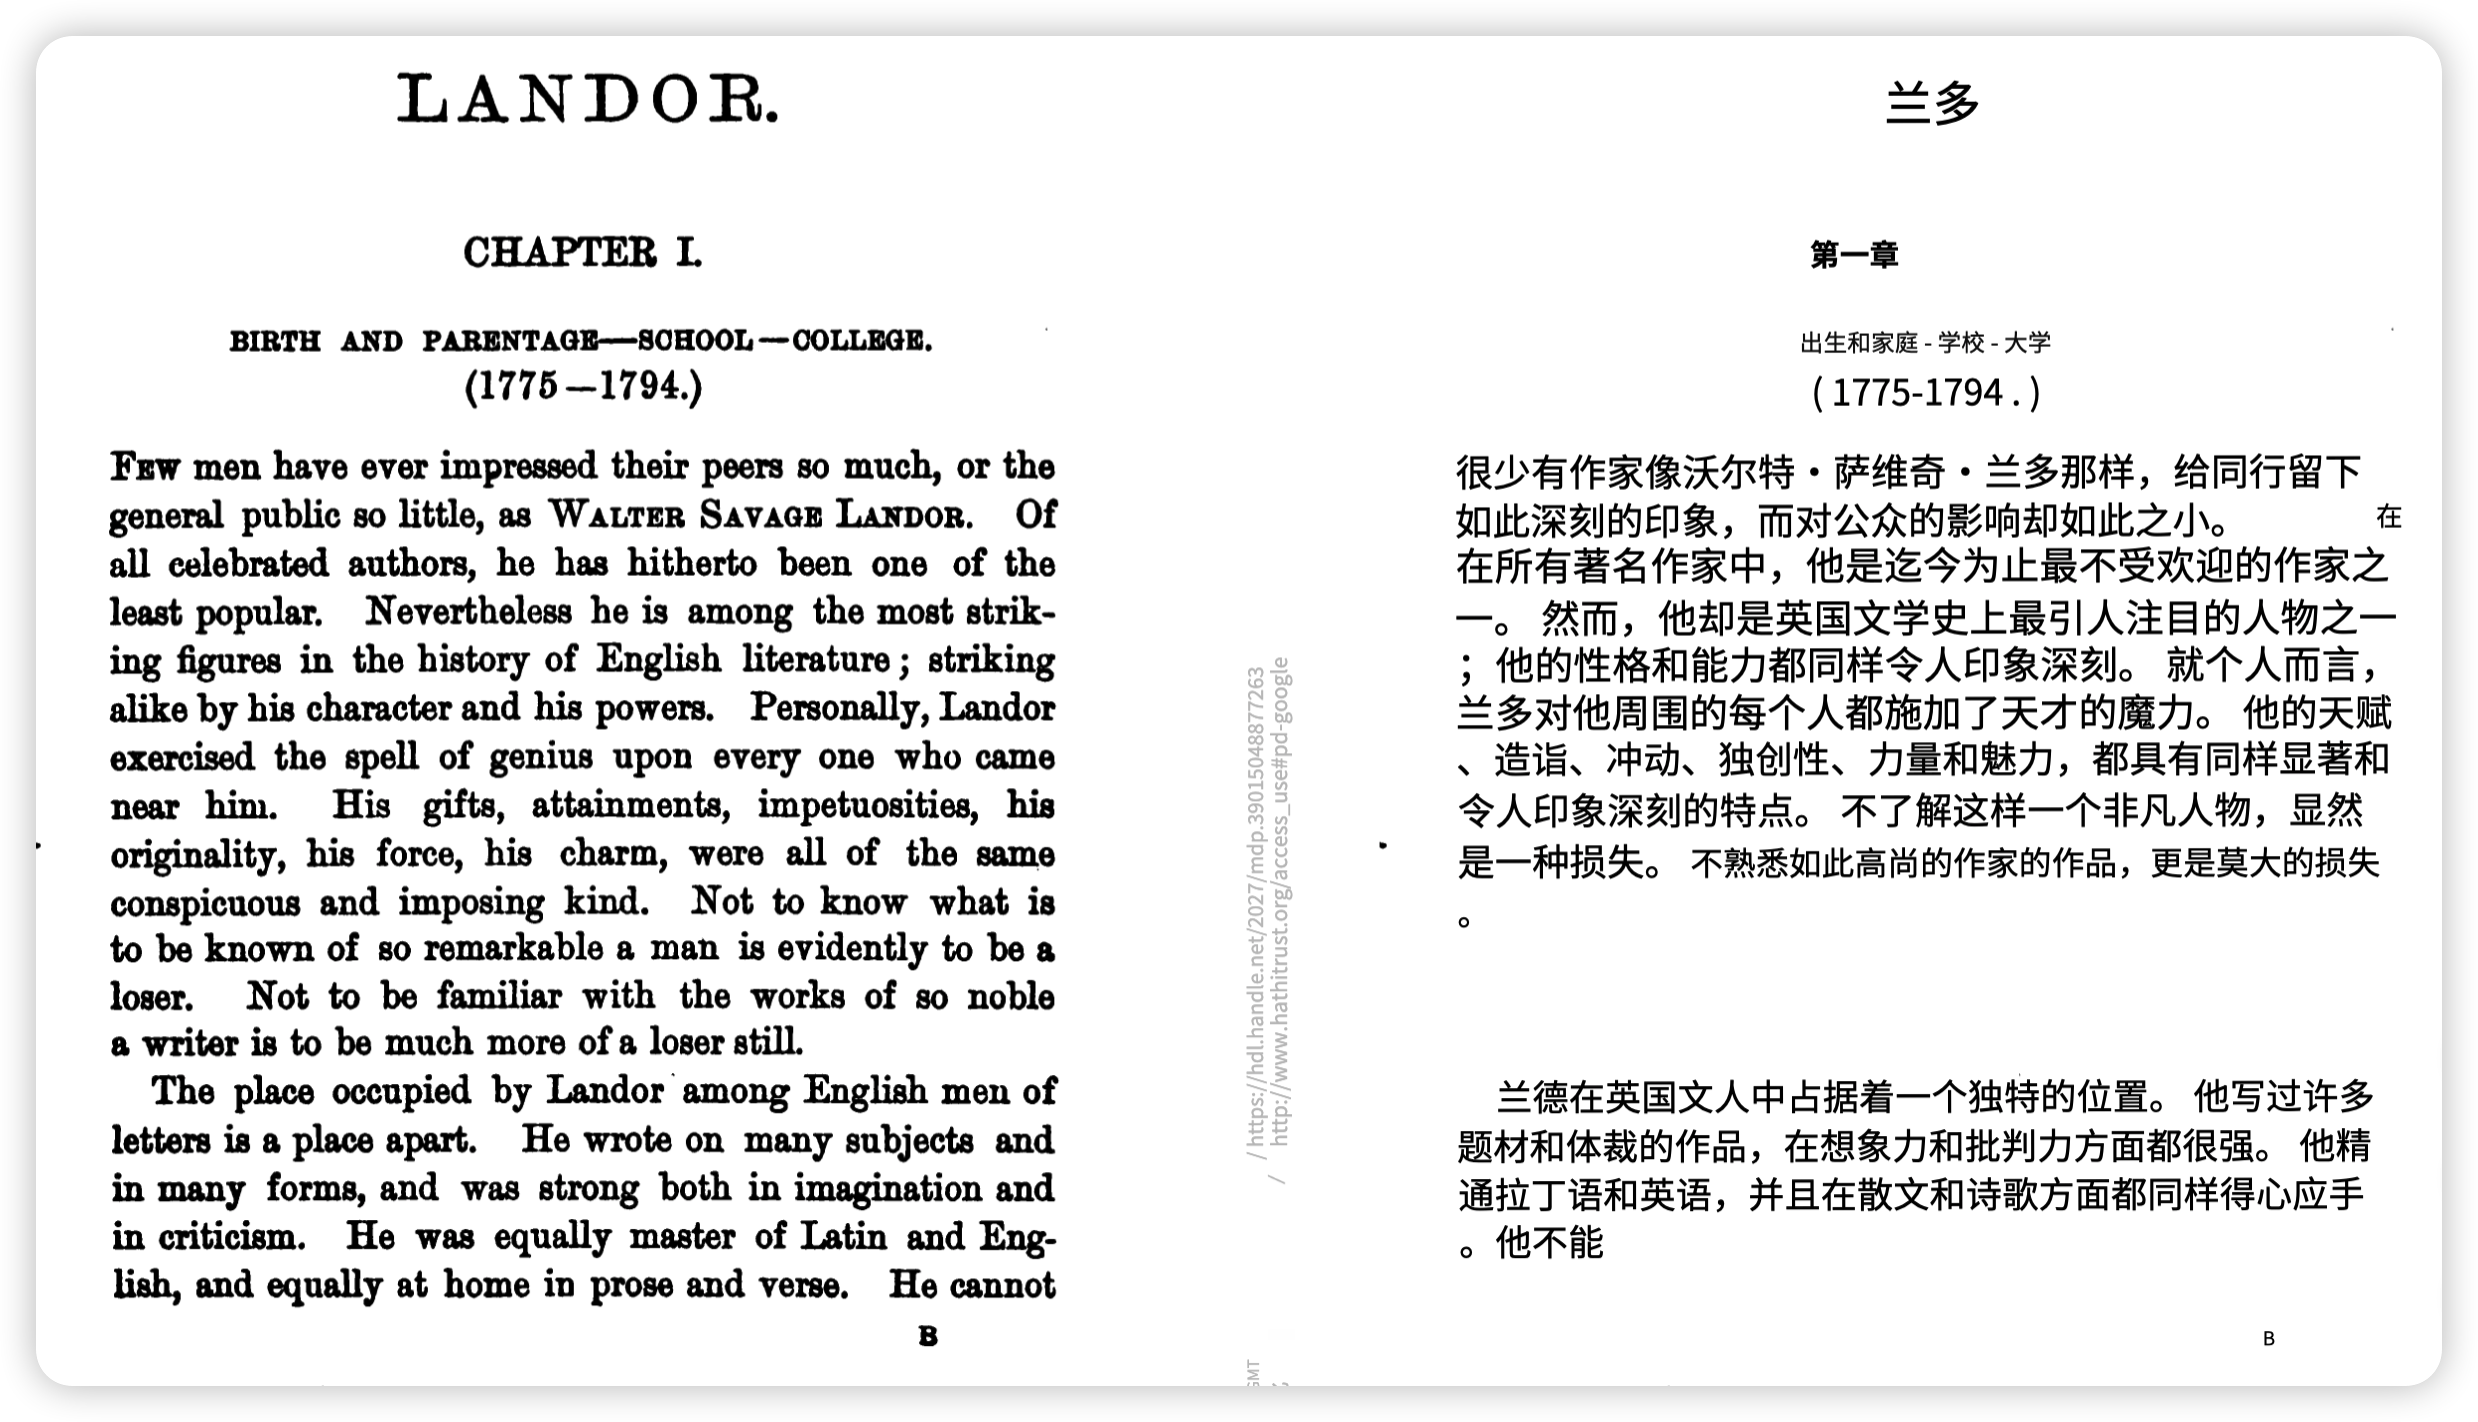 LANDOR.
CHAPTER I.
BIRTH AND PARENTAGE—SCHOOL—COLLEGE.
(1775—1794.)
FEW men have ever impressed their peers so much, or the
general public so little, as WALTER SAVAGE LANDOR. Of
all celebrated authors, he has hitherto been one of the
least popular. Nevertheless he is among the most strik-
ing figures in the history of English literature; striking
alike by his character and his powers. Personally, Landor
exercised the spell of genius upon every one who came
near him. His gifts, attainments, impetuosities, his
originality, his force, his charm, were all of the same
conspicuous and imposing kind. Not to know what is
to be known of so remarkable a man is evidently to be a
loser. Not to be familiar with the works of so noble
a writer is to be much more of a loser still.
The place occupied by Landor among English men of
letters is a place apart. He wrote on many subjects and
in many forms, and was strong both in imagination and
in criticism. He was equally master of Latin and Eng-
lish, and equally at home in prose and verse. He cannot
B
/ https://hdl.handle.net/2027/mdp.39015048877263
/ http://www.hathitrust.org/access_use#pd-google
GMT
兰多
第一章
出生和家庭 - 学校 - 大学
( 1775-1794 . )
很少有作家像沃尔特·萨维奇·兰多那样，给同行留下
如此深刻的印象，而对公众的影响却如此之小。 在
在所有著名作家中，他是迄今为止最不受欢迎的作家之
一。 然而，他却是英国文学史上最引人注目的人物之一
；他的性格和能力都同样令人印象深刻。 就个人而言，
兰多对他周围的每个人都施加了天才的魔力。 他的天赋
、造诣、冲动、独创性、力量和魅力，都具有同样显著和
令人印象深刻的特点。 不了解这样一个非凡人物，显然
是一种损失。 不熟悉如此高尚的作家的作品，更是莫大的损失
。
兰德在英国文人中占据着一个独特的位置。 他写过许多
题材和体裁的作品，在想象力和批判力方面都很强。 他精
通拉丁语和英语，并且在散文和诗歌方面都同样得心应手
。他不能
B